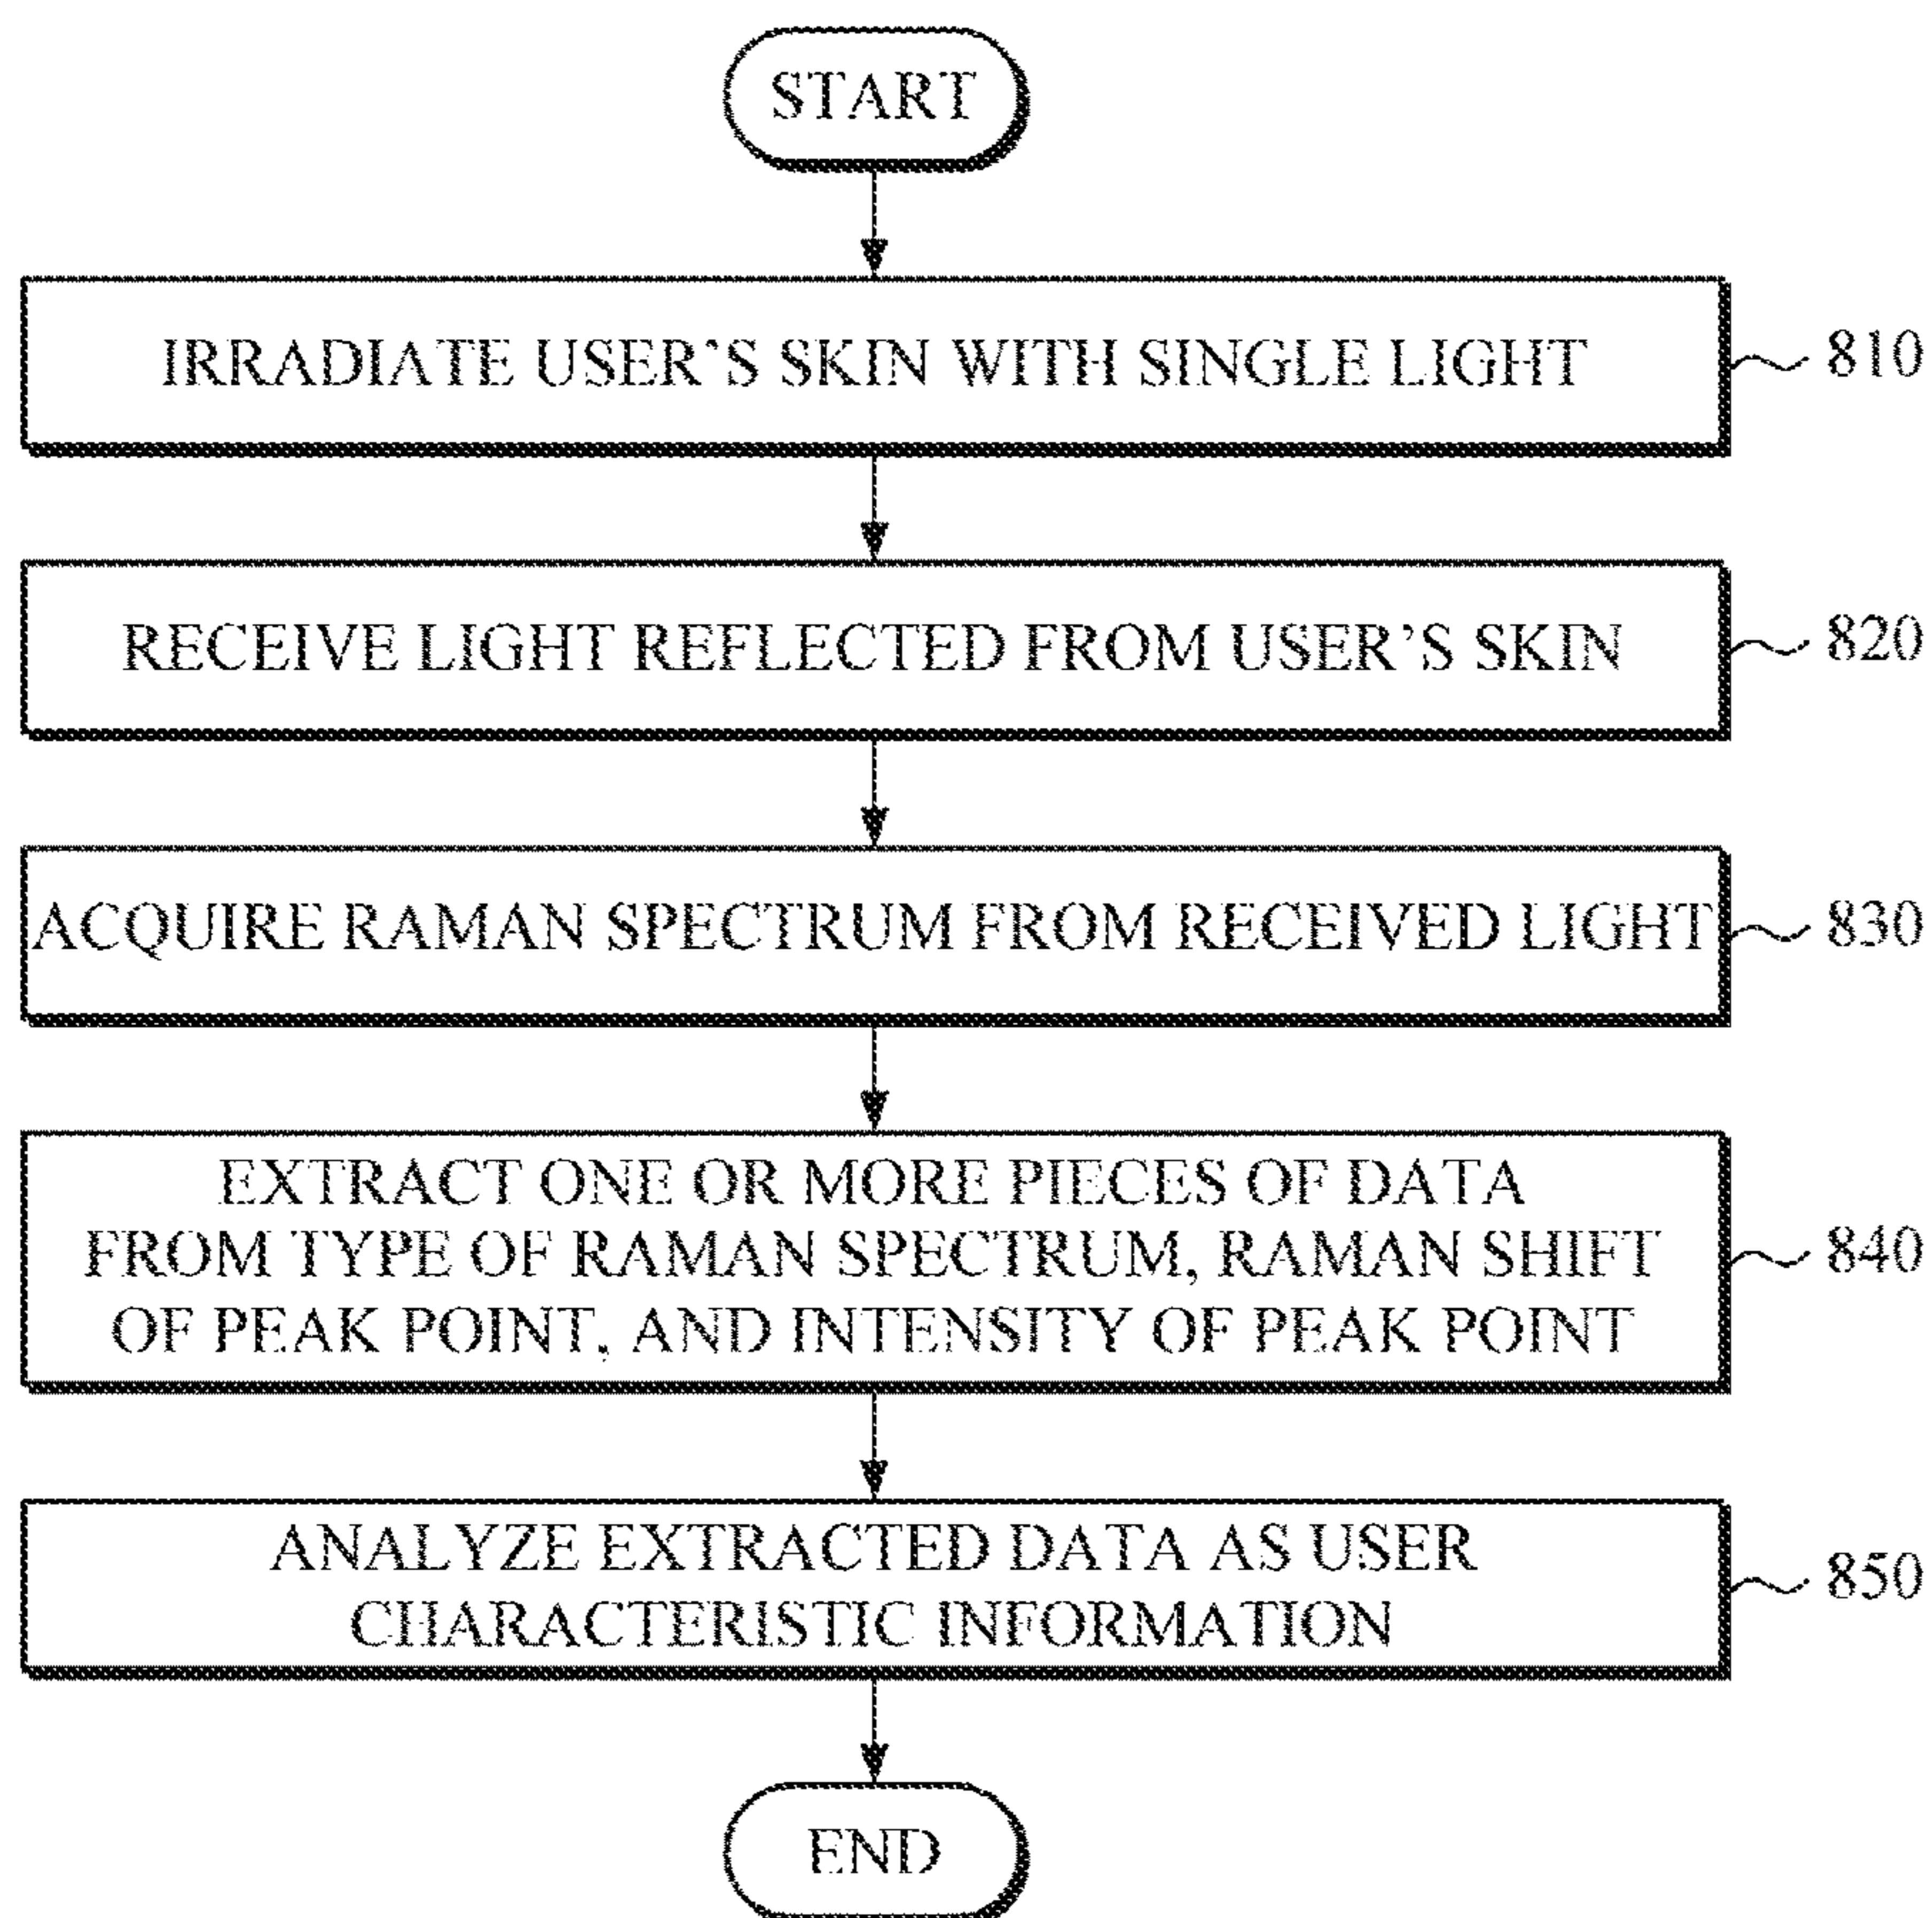 START
IRRADIATE USER'S SKIN WITH SINGLE LIGHT
810
RECEIVE LIGHT REFLECTED FROM USER'S SKIN
820
ACQUIRE RAMAN SPECTRUM FROM RECEIVED LIGHT
830
EXTRACT ONE OR MORE PIECES OF DATA
FROM TYPE OF RAMAN SPECTRUM, RAMAN SHIFT
OF PEAK POINT, AND INTENSITY OF PEAK POINT
840
ANALYZE EXTRACTED DATA AS USER
CHARACTERISTIC INFORMATION
850
END